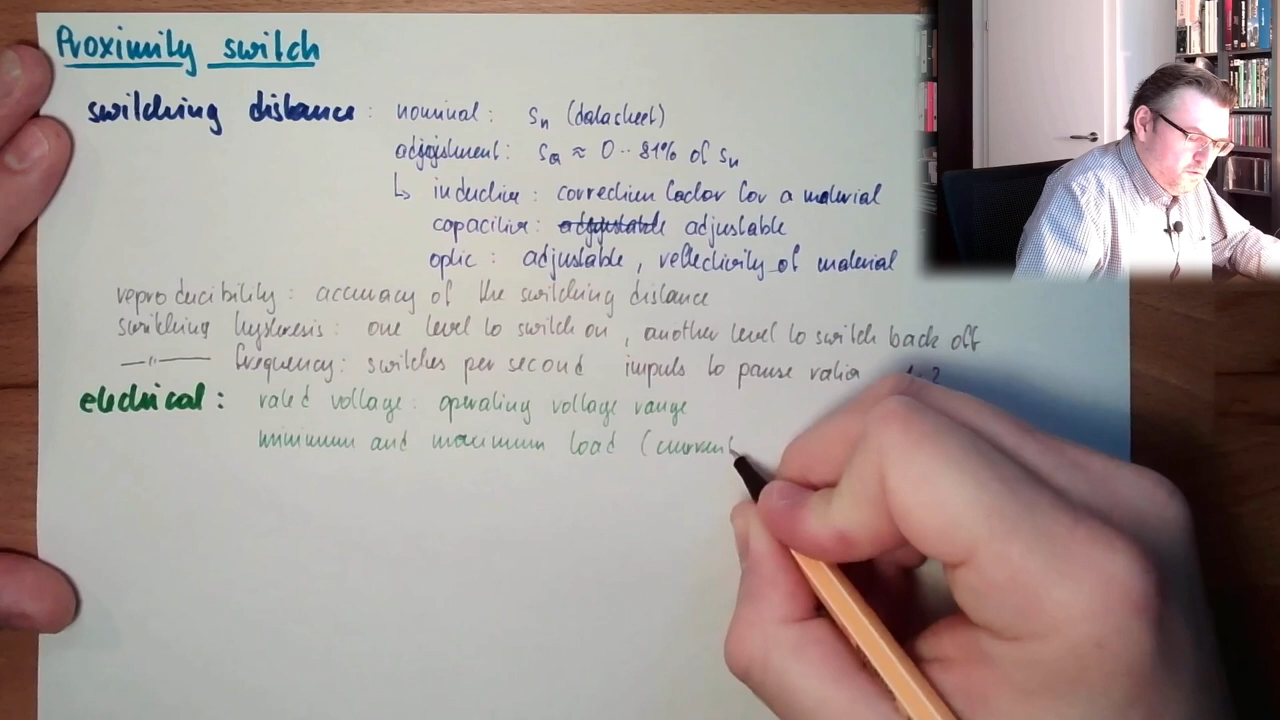 Proximity switch
switching distance : nominal : sn (datasheet)
adjustment : sa ≈ 0..81% of sn
↳ inductive : correction factor for a material
capacitive : adjustable adjustable
optic : adjustable , reflectivity of material
reproducibility : accuracy of the switching distance
switching hysteresis : one level to switch on , another level to switch back off
—"— frequency : switches per second impuls to pause ratio
electrical : rated voltage : operating voltage range
minimum and maximum load (current